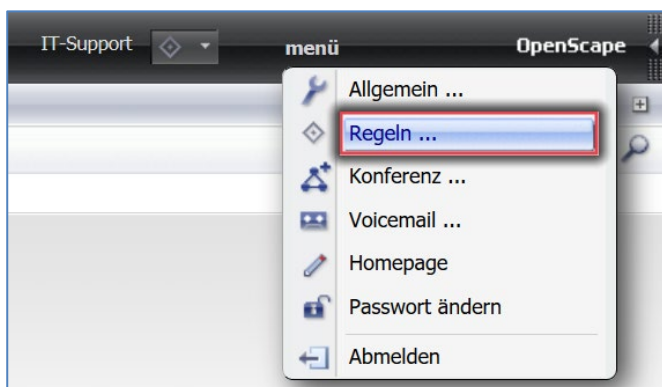 IT-Support menü OpenScape
Allgemein ...
Regeln ...
Konferenz ...
Voicemail ...
Homepage
Passwort ändern
Abmelden